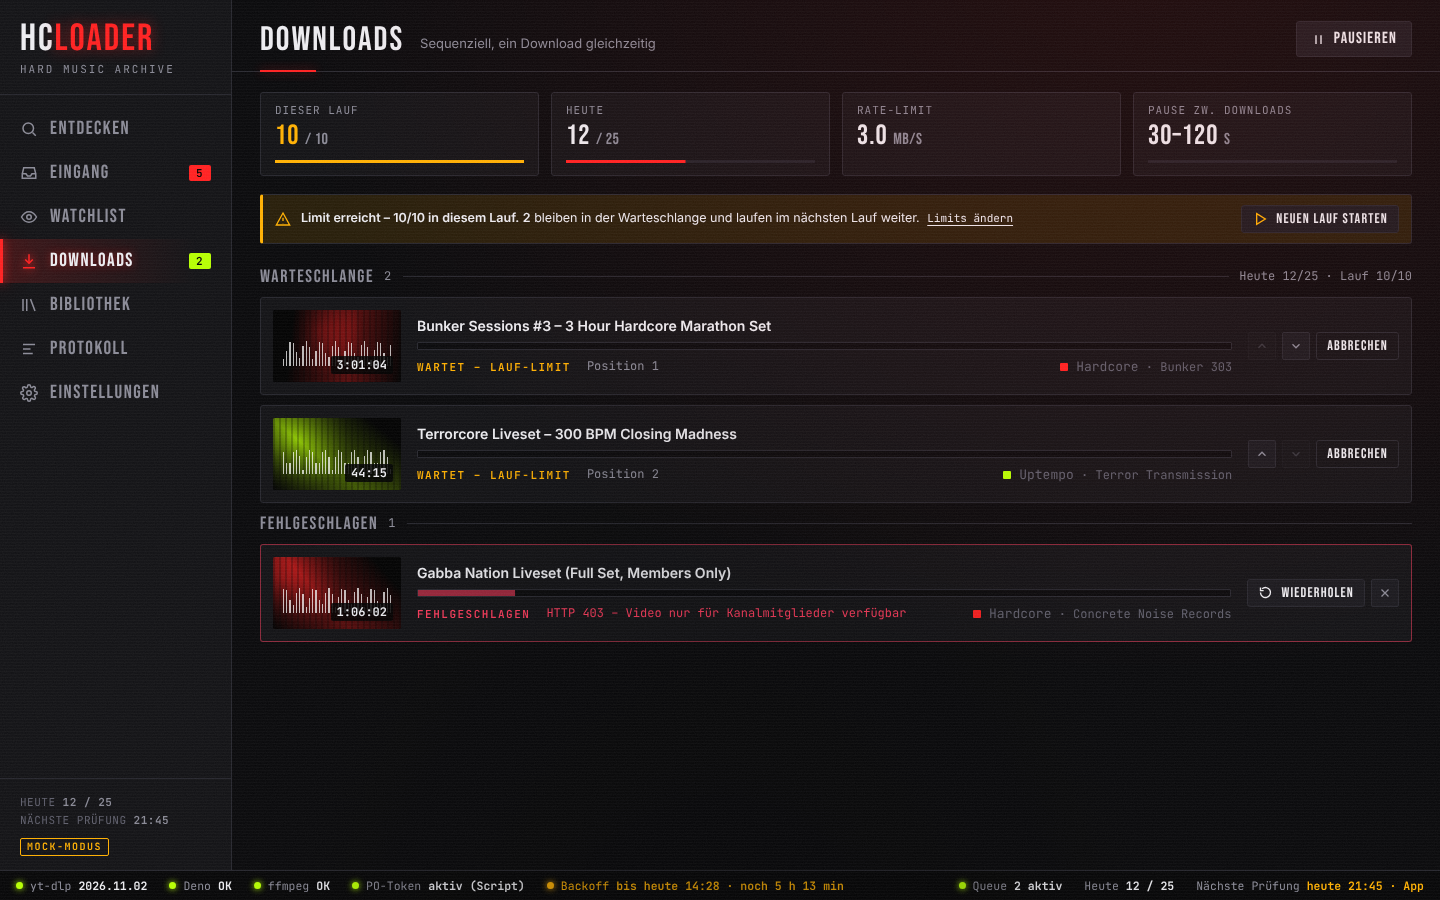 HCLOADER
HARD MUSIC ARCHIVE
ENTDECKEN
EINGANG 5
WATCHLIST
DOWNLOADS 2
BIBLIOTHEK
PROTOKOLL
EINSTELLUNGEN
HEUTE 12 / 25
NÄCHSTE PRÜFUNG 21:45
MOCK-MODUS
DOWNLOADS Sequenziell, ein Download gleichzeitig
PAUSIEREN
DIESER LAUF
10 / 10
HEUTE
12 / 25
RATE-LIMIT
3.0 MB/S
PAUSE ZW. DOWNLOADS
30–120 S
Limit erreicht – 10/10 in diesem Lauf. 2 bleiben in der Warteschlange und laufen im nächsten Lauf weiter. Limits ändern
NEUEN LAUF STARTEN
WARTESCHLANGE 2
Heute 12/25 · Lauf 10/10
3:01:04
Bunker Sessions #3 – 3 Hour Hardcore Marathon Set
WARTET – LAUF-LIMIT Position 1
Hardcore · Bunker 303
ABBRECHEN
44:15
Terrorcore Liveset – 300 BPM Closing Madness
WARTET – LAUF-LIMIT Position 2
Uptempo · Terror Transmission
ABBRECHEN
FEHLGESCHLAGEN 1
1:06:02
Gabba Nation Liveset (Full Set, Members Only)
FEHLGESCHLAGEN HTTP 403 – Video nur für Kanalmitglieder verfügbar
Hardcore · Concrete Noise Records
WIEDERHOLEN
yt-dlp 2026.11.02 Deno OK ffmpeg OK PO-Token aktiv (Script) Backoff bis heute 14:28 · noch 5 h 13 min
Queue 2 aktiv Heute 12 / 25 Nächste Prüfung heute 21:45 · App